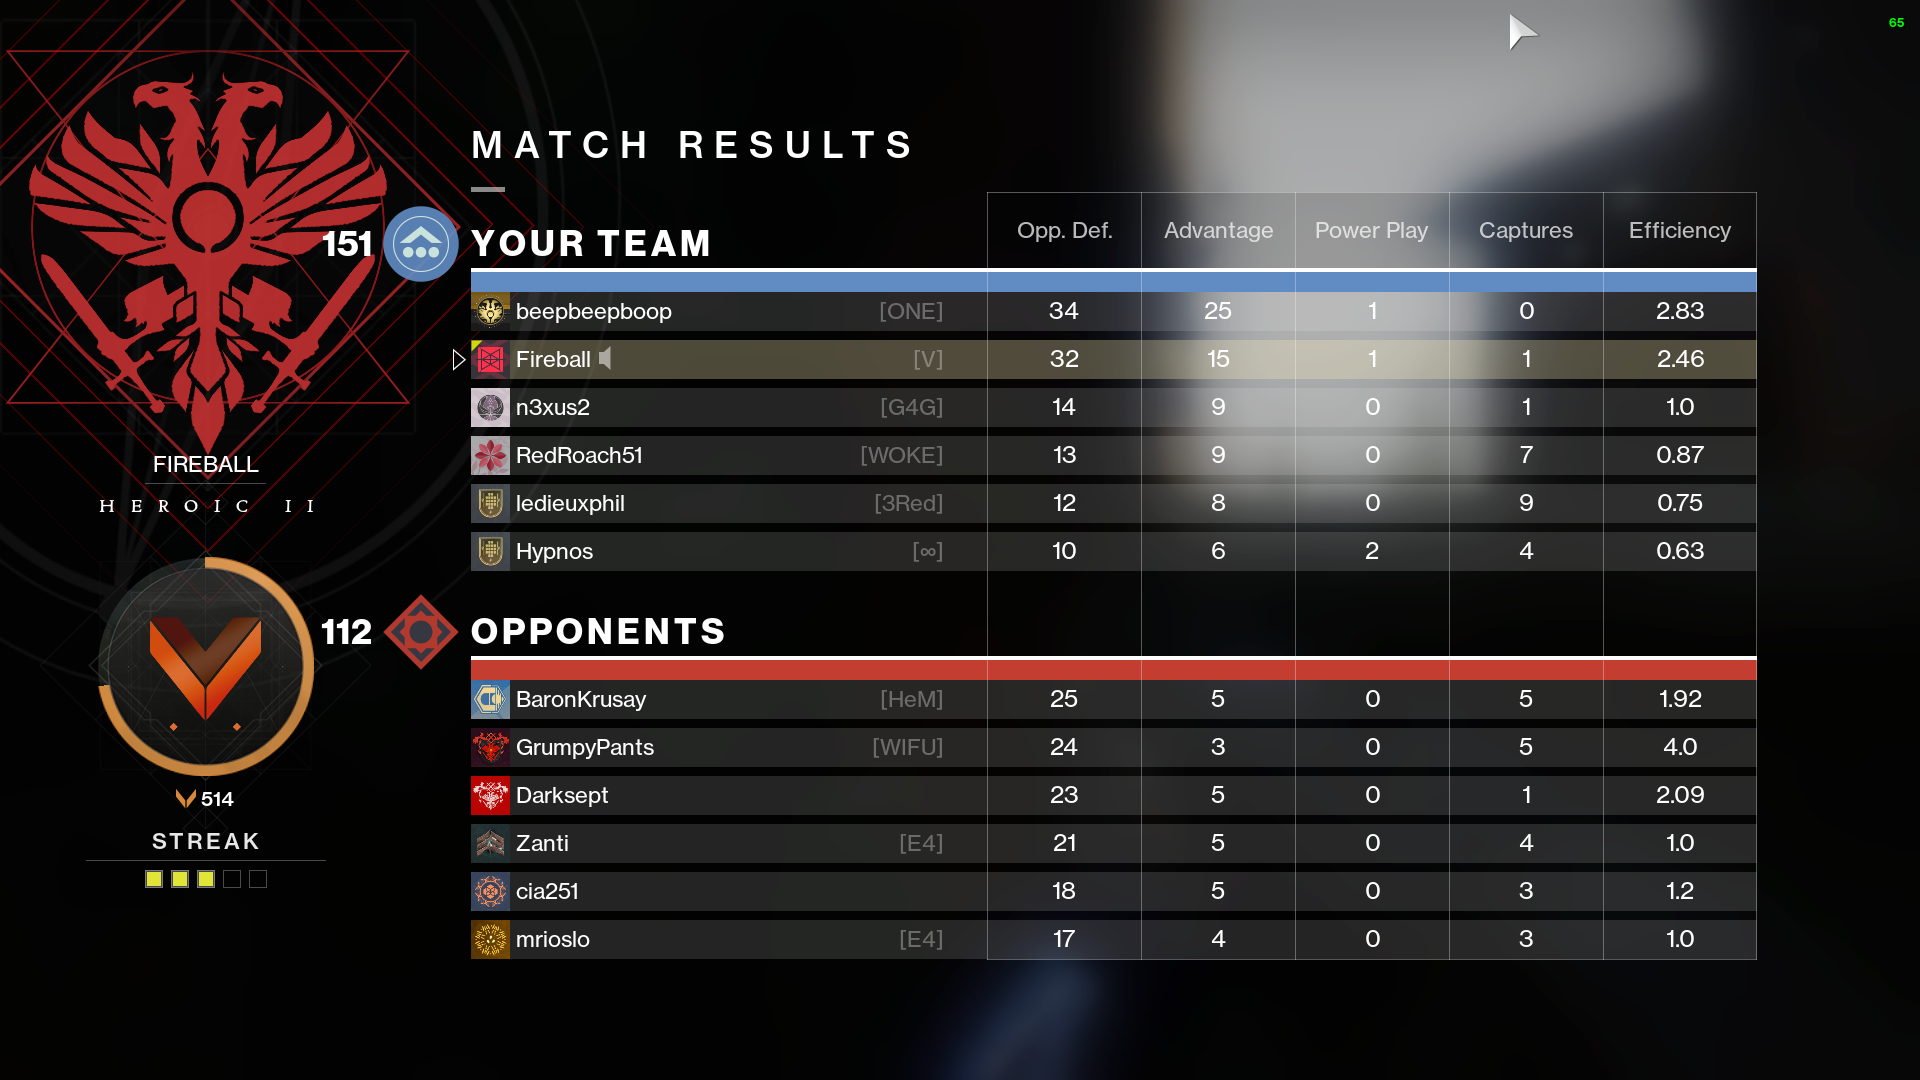 65
MATCH RESULTS
151 YOUR TEAM Opp. Def. Advantage Power Play Captures Efficiency
beepbeepboop [ONE] 34 25 1 0 2.83
Fireball [V] 32 15 1 1 2.46
n3xus2 [G4G] 14 9 0 1 1.0
RedRoach51 [WOKE] 13 9 0 7 0.87
ledieuxphil [3Red] 12 8 0 9 0.75
Hypnos [∞] 10 6 2 4 0.63
FIREBALL
HEROIC II
112 OPPONENTS
BaronKrusay [HeM] 25 5 0 5 1.92
GrumpyPants [WIFU] 24 3 0 5 4.0
Darksept 23 5 0 1 2.09
Zanti [E4] 21 5 0 4 1.0
cia251 18 5 0 3 1.2
mrioslo [E4] 17 4 0 3 1.0
514
STREAK